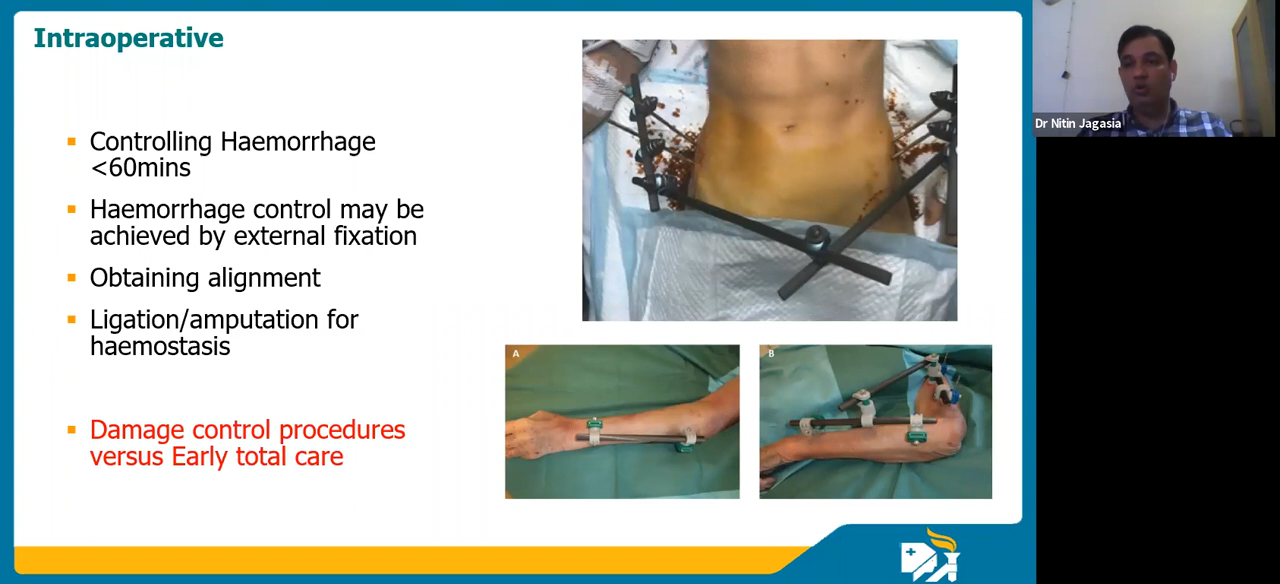 Intraoperative
Controlling Haemorrhage
<60mins
Haemorrhage control may be
achieved by external fixation
Obtaining alignment
Ligation/amputation for
haemostasis
Damage control procedures
versus Early total care
A
B
Dr Nitin Jagasia